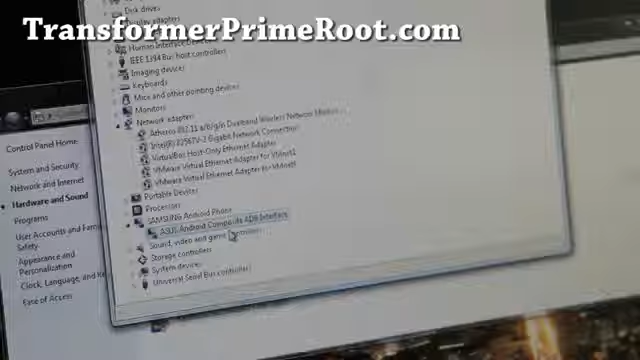 TransformerPrimeRoot.com
Disk drives
Display adapters
Human Interface Devices
IEEE 1394 Bus host controllers
Imaging devices
Keyboards
Mice and other pointing devices
Monitors
Network adapters
Atheros 802.11 a/b/g/n Dualband Wireless Network
Intel(R) 82567V-2 Gigabit Network Connection
VirtualBox Host-Only Ethernet Adapter
VMware Virtual Ethernet Adapter for VMnet1
VMware Virtual Ethernet Adapter for VMnet8
Portable Devices
Processors
SAMSUNG Android Phone
ASUS Android Composite ADB Interface
Sound, video and game controllers
Storage controllers
System devices
Universal Serial Bus controllers
Control Panel Home
System and Security
Network and Internet
Hardware and Sound
Programs
User Accounts and Family
Safety
Appearance and
Personalization
Clock, Language, and
Ease of Access